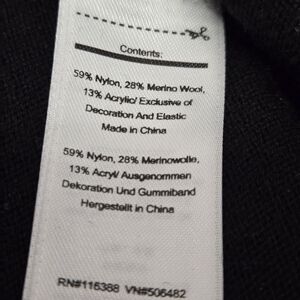 Contents:
59% Nylon, 28% Merino Wool,
13% Acrylic/ Exclusive of
Decoration And Elastic
Made in China
59% Nylon, 28% Merinowolle,
13% Acryl/ Ausgenommen
Dekoration Und Gummiband
Hergestellt in China
RN#116388 VN#506482